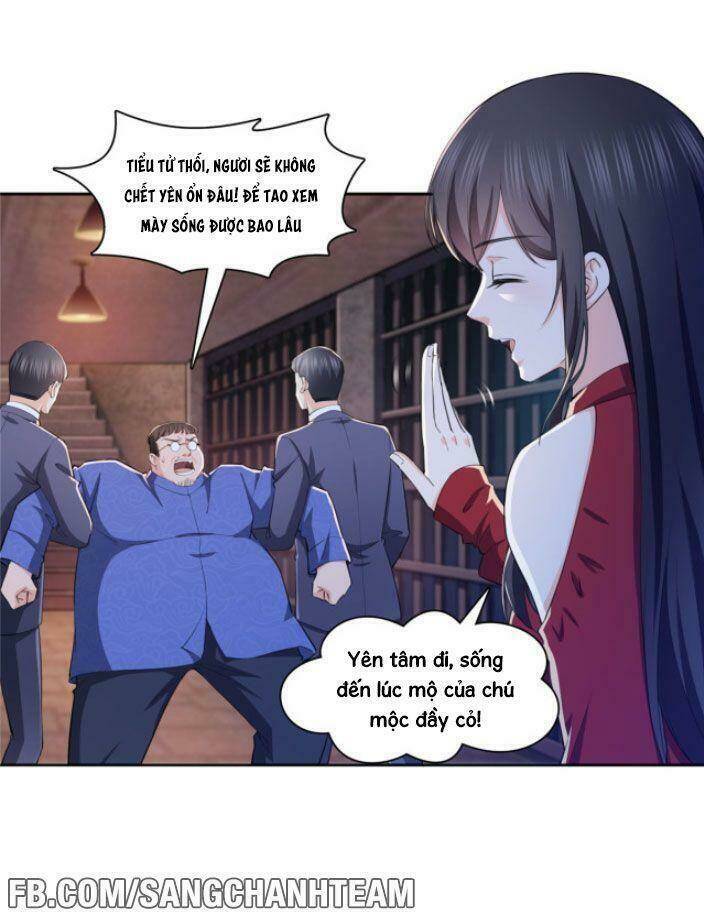 TIỂU TỬ THỐI, NGƯƠI SẼ KHÔNG
CHẾT YÊN ỔN ĐÂU! ĐỂ TAO XEM
MÀY SỐNG ĐƯỢC BAO LÂU
Yên tâm đi, sống
đến lúc mộ của chú
mộc đầy cỏ!
FB.COM/SANGCHANHTEAM